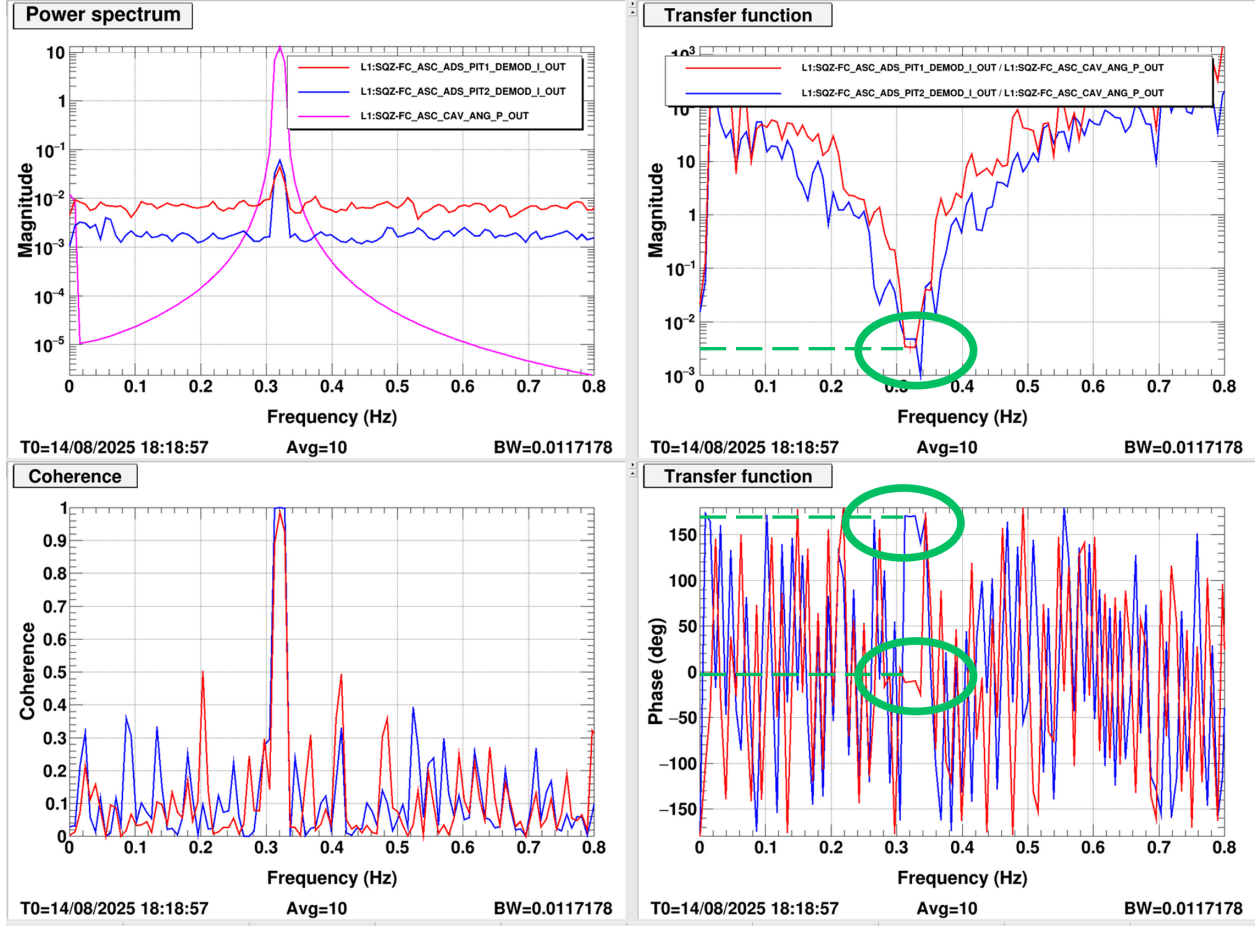 Power spectrum
10
1
10⁻¹
10⁻²
10⁻³
10⁻⁴
10⁻⁵
Magnitude
L1:SQZ-FC_ASC_ADS_PIT1_DEMOD_I_OUT
L1:SQZ-FC_ASC_ADS_PIT2_DEMOD_I_OUT
L1:SQZ-FC_ASC_CAV_ANG_P_OUT
0 0.1 0.2 0.3 0.4 0.5 0.6 0.7 0.8
Frequency (Hz)
T0=14/08/2025 18:18:57 Avg=10 BW=0.0117178
Transfer function
10³
10
1
10⁻¹
10⁻²
10⁻³
Magnitude
L1:SQZ-FC_ASC_ADS_PIT1_DEMOD_I_OUT / L1:SQZ-FC_ASC_CAV_ANG_P_OUT
L1:SQZ-FC_ASC_ADS_PIT2_DEMOD_I_OUT / L1:SQZ-FC_ASC_CAV_ANG_P_OUT
0 0.1 0.2 0.3 0.4 0.5 0.6 0.7 0.8
Frequency (Hz)
T0=14/08/2025 18:18:57 Avg=10 BW=0.0117178
Coherence
1
0.9
0.8
0.7
0.6
0.5
0.4
0.3
0.2
0.1
0
Coherence
0 0.1 0.2 0.3 0.4 0.5 0.6 0.7 0.8
Frequency (Hz)
T0=14/08/2025 18:18:57 Avg=10 BW=0.0117178
Transfer function
150
100
50
0
−50
−100
−150
Phase (deg)
0 0.1 0.2 0.3 0.4 0.5 0.6 0.7 0.8
Frequency (Hz)
T0=14/08/2025 18:18:57 Avg=10 BW=0.0117178